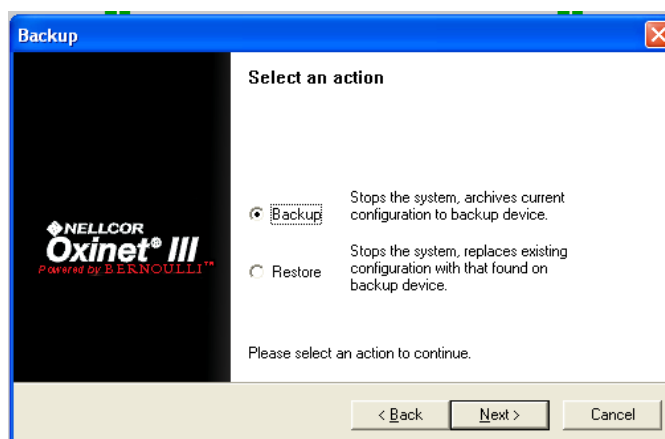 Backup
Select an action
Backup
Stops the system, archives current
configuration to backup device.
NELLCOR
Oxinet® III
Powered by BERNOULLI™
Restore
Stops the system, replaces existing
configuration with that found on
backup device.
Please select an action to continue.
< Back
Next >
Cancel